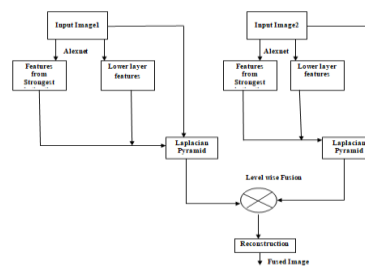 Input Image1
Input Image2
Alexnet
Alexnet
Features
from
Strongest
Lower layer
features
Features
from
Strongest
Lower layer
features
Laplacian
Pyramid
Laplacian
Pyramid
Level wise Fusion
Reconstruction
Fused Image